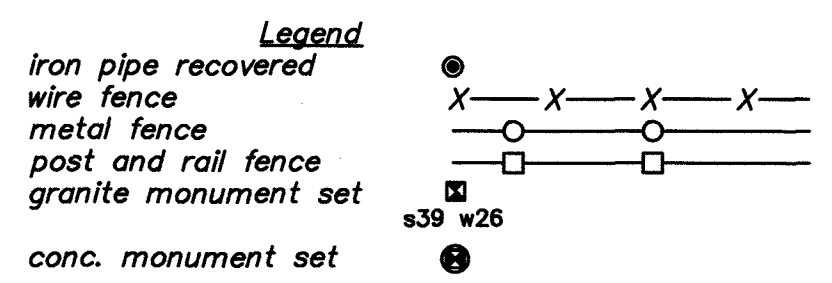 Legend
iron pipe recovered
wire fence X X X X
metal fence
post and rail fence
granite monument set
s39 w26
conc. monument set